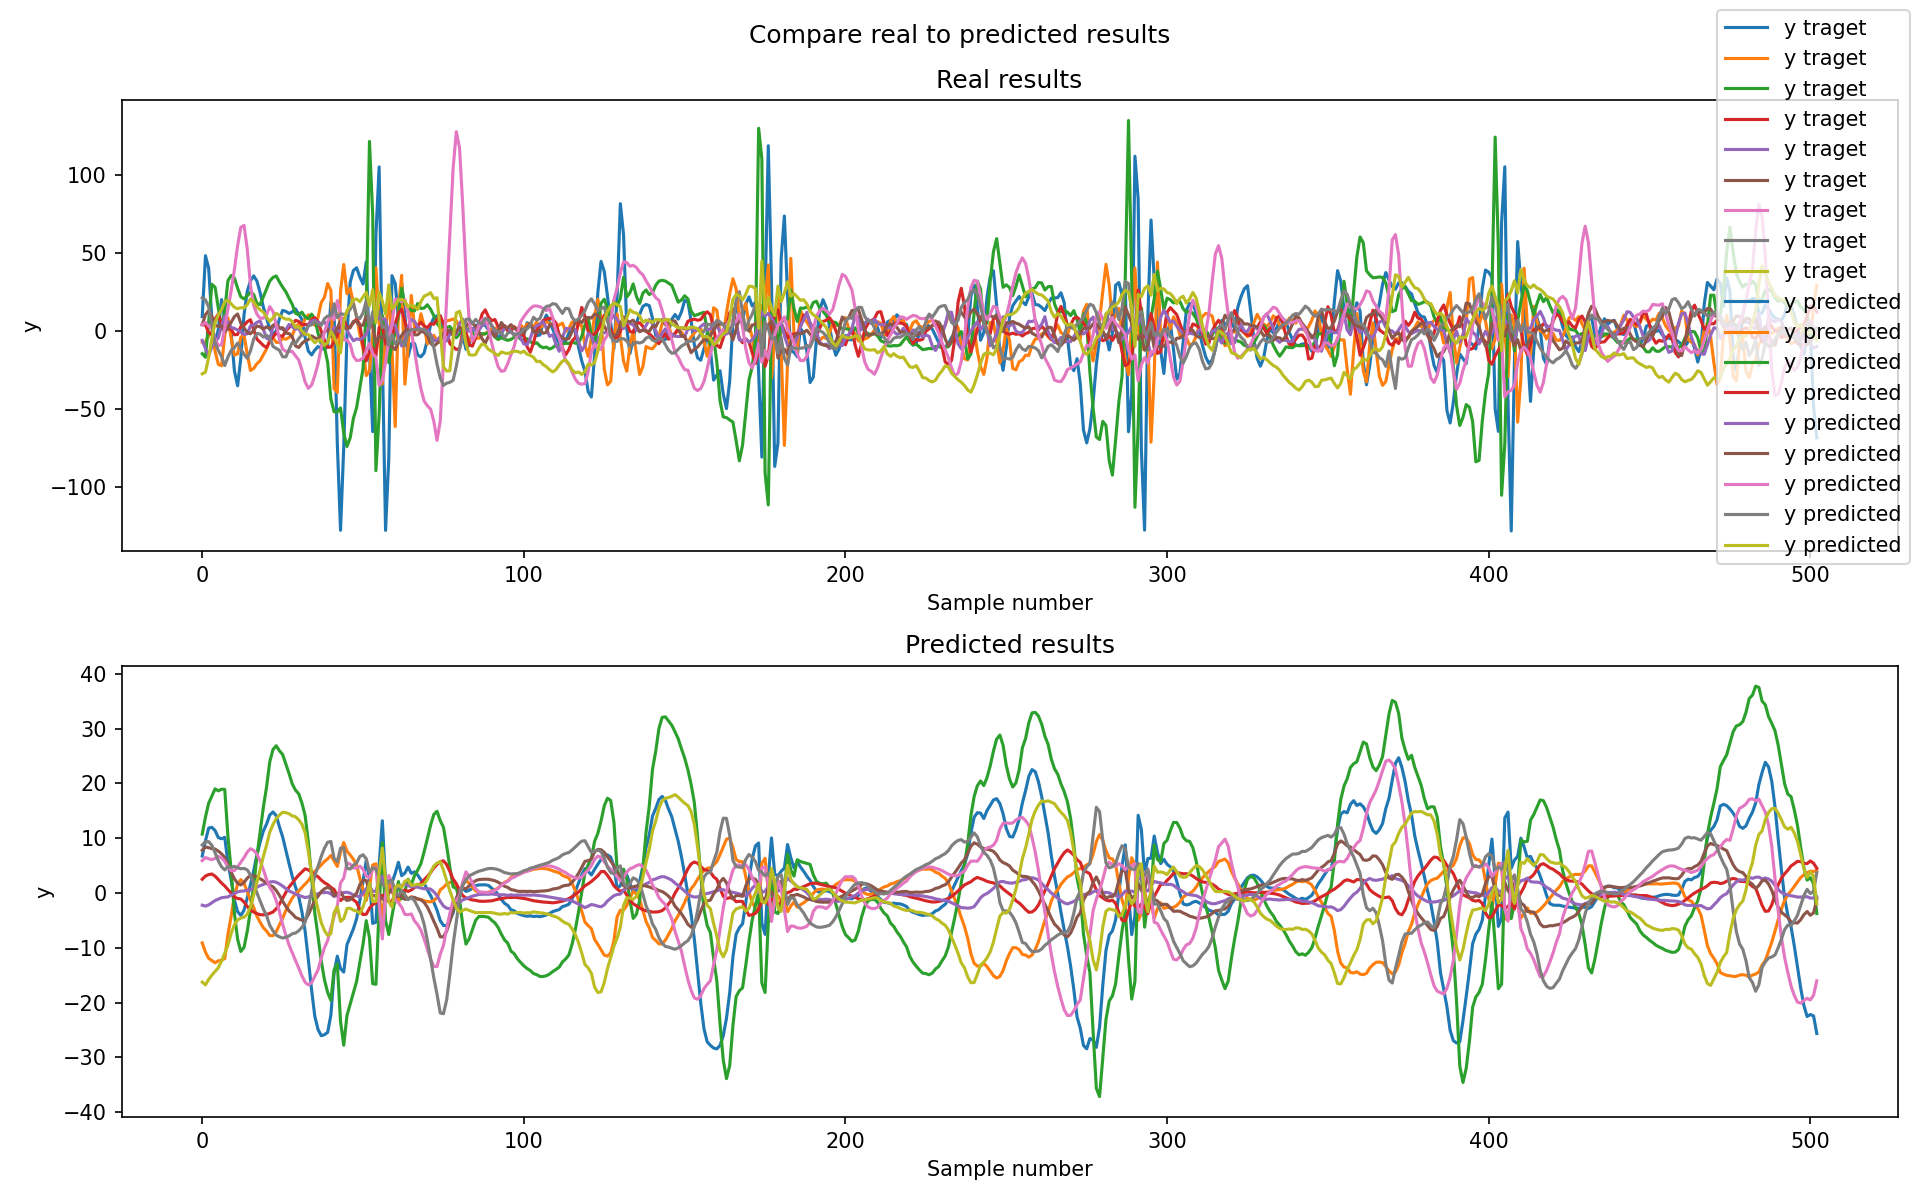 Compare real to predicted results
Real results
y traget
y traget
y traget
y traget
y traget
y traget
y traget
y traget
y traget
y predicted
y predicted
y predicted
y predicted
y predicted
y predicted
y predicted
y predicted
y predicted
100
50
0
−50
−100
y
0 100 200 300 400 500
Sample number
Predicted results
40
30
20
10
0
−10
−20
−30
−40
y
0 100 200 300 400 500
Sample number